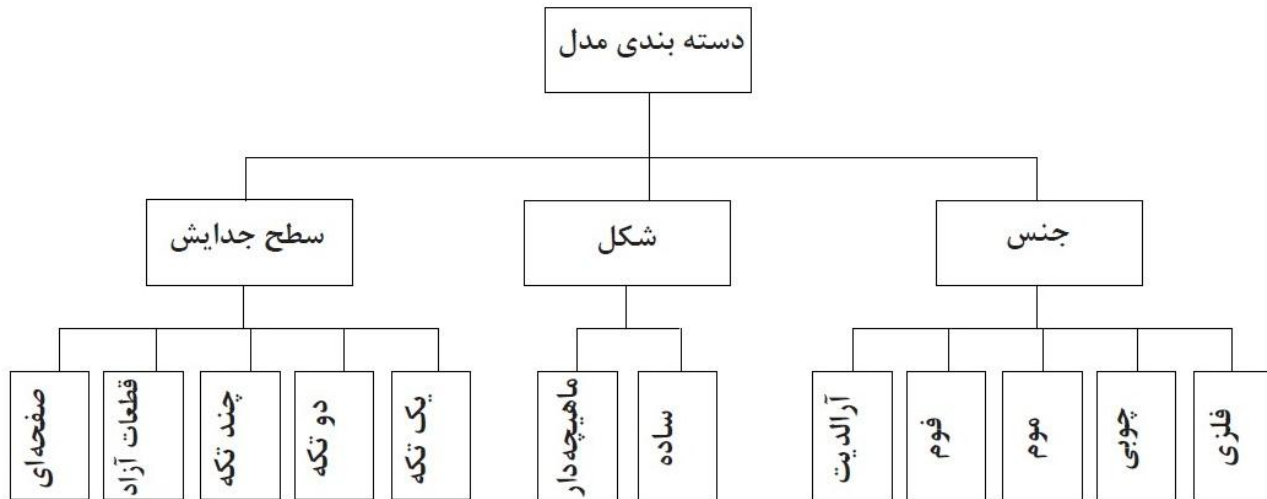 دسته بندی مدل
جنس
شکل
سطح جدایش
فلزی
چوبی
موم
فوم
آرالدیت
ساده
ماهیچه‌دار
یک تکه
دو تکه
چند تکه
قطعات آزاد
صفحه‌ای